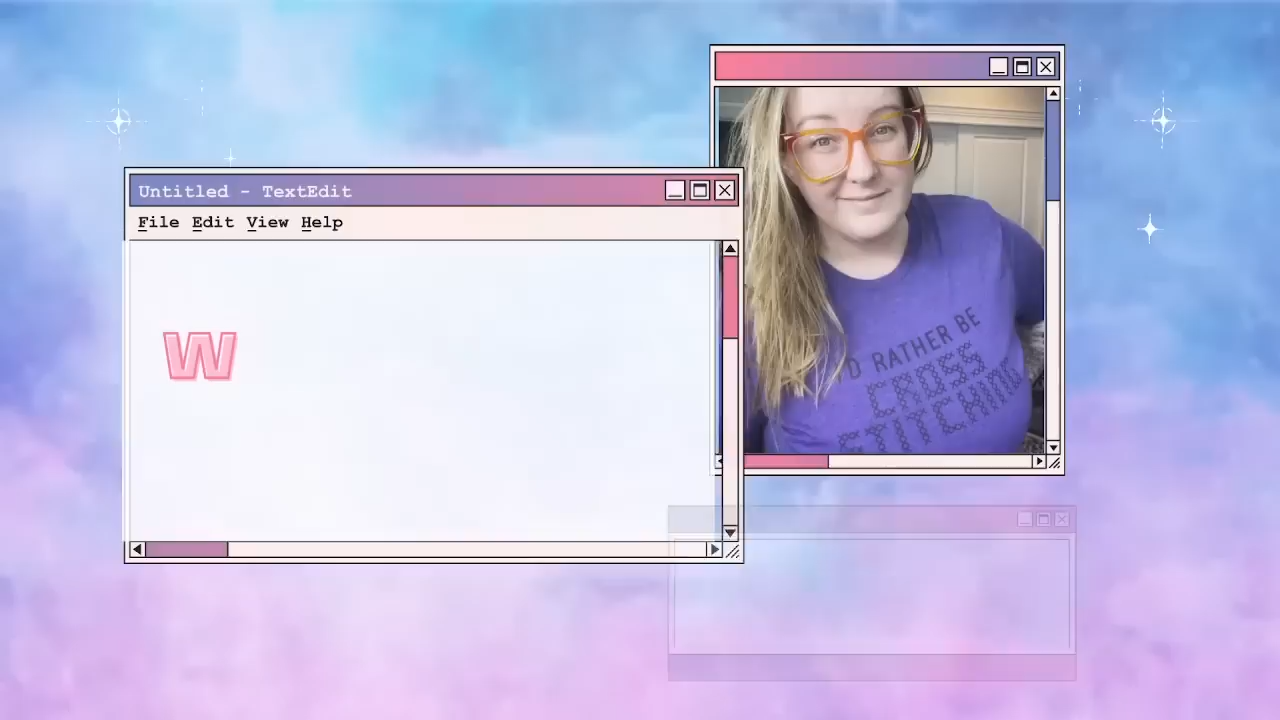 Untitled - TextEdit
File Edit View Help
W
I'D RATHER BE
CROSS
STITCHING